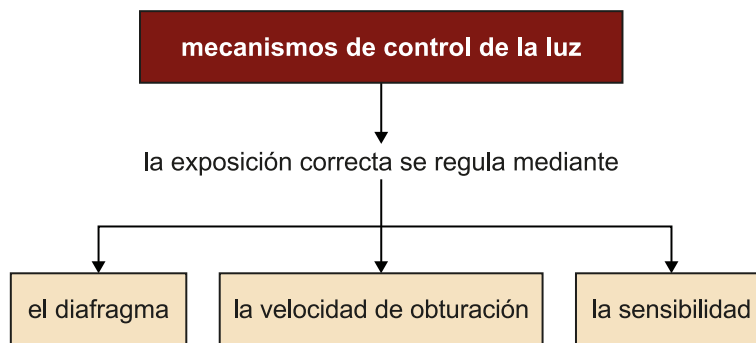 mecanismos de control de la luz
la exposición correcta se regula mediante
el diafragma
la velocidad de obturación
la sensibilidad